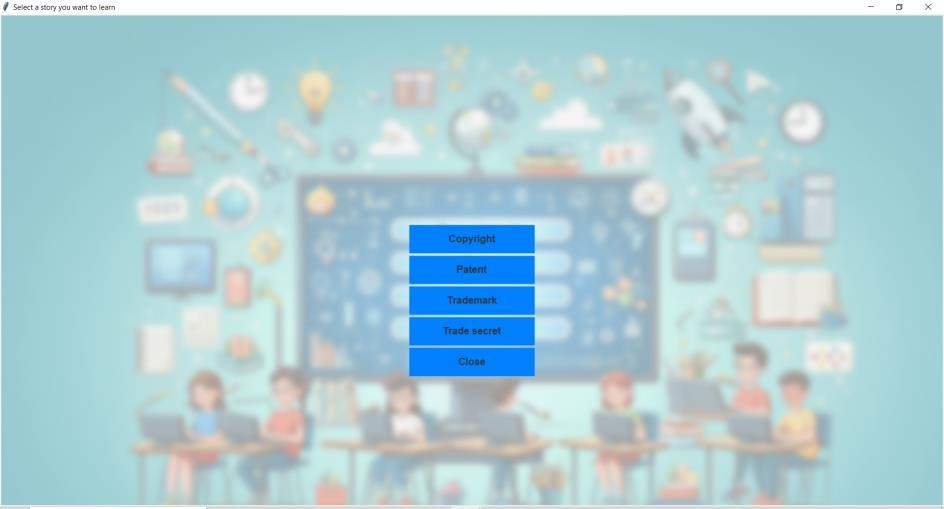 Select a story you want to learn
Copyright
Patent
Trademark
Trade secret
Close